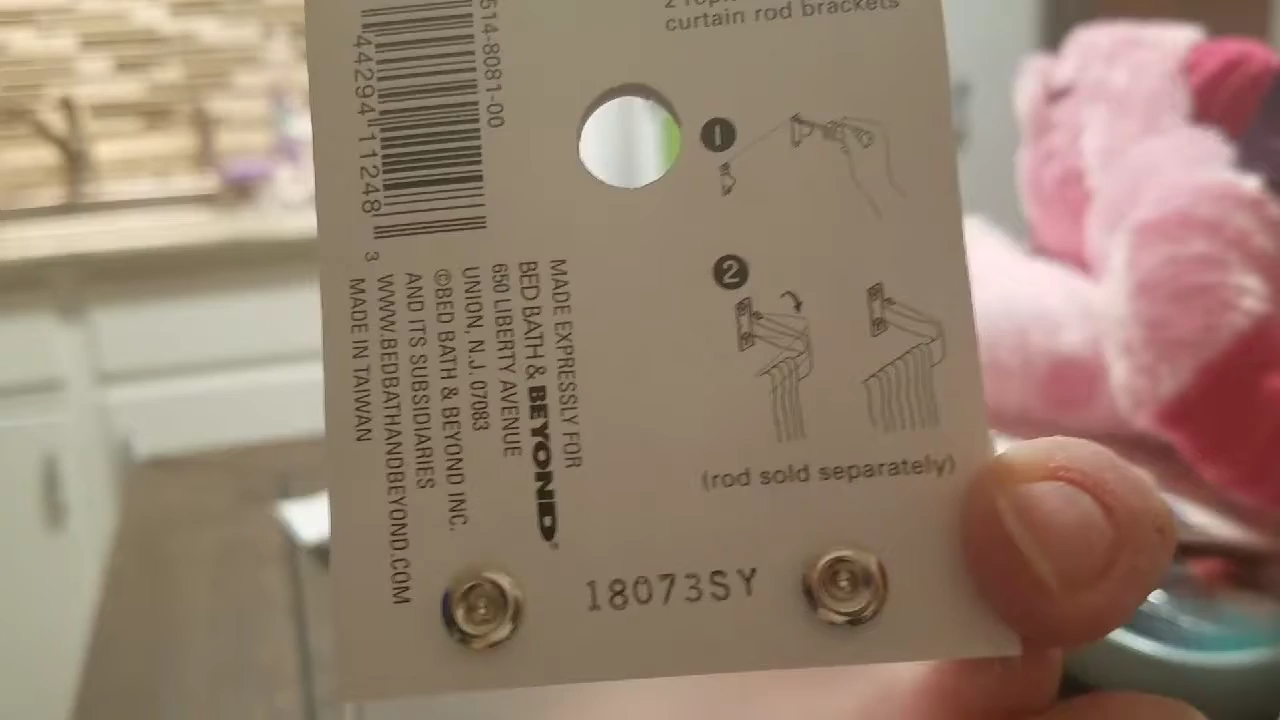 curtain rod brackets
1
2
(rod sold separately)
18073SY
MADE EXPRESSLY FOR
BED BATH & BEYOND®
650 LIBERTY AVENUE
UNION, N.J. 07083
©BED BATH & BEYOND INC.
AND ITS SUBSIDIARIES
WWW.BEDBATHANDBEYOND.COM
MADE IN TAIWAN
514-8081-00
44294 11248 3